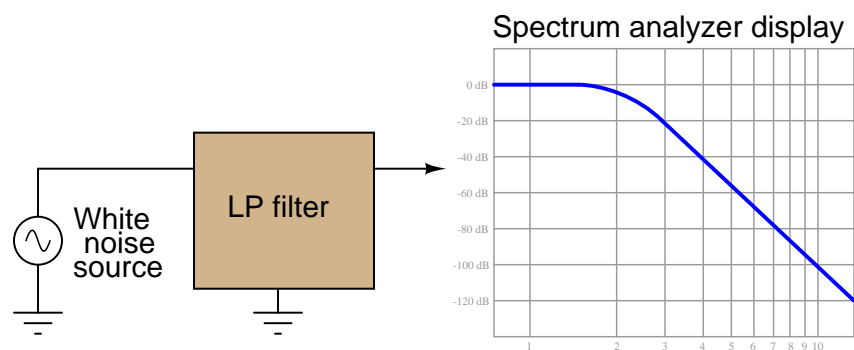 Spectrum analyzer display
White
noise
source
LP filter
0 dB
-20 dB
-40 dB
-60 dB
-80 dB
-100 dB
-120 dB
1 2 3 4 5 6 7 8 9 10